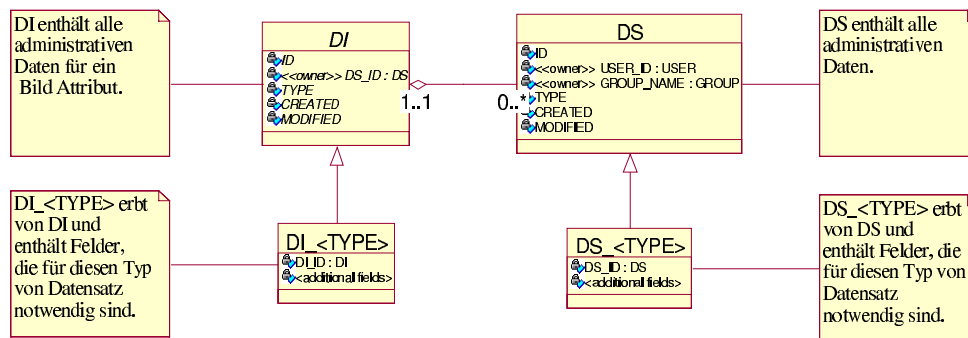 DI enthält alle
administrativen
Daten für ein
Bild Attribut.
DI
ID
<<owner>> DS_ID : DS
TYPE
CREATED
MODIFIED
1..1
0..*
DS
ID
<<owner>> USER_ID : USER
<<owner>> GROUP_NAME : GROUP
TYPE
CREATED
MODIFIED
DS enthält alle
administrativen
Daten.
DI_<TYPE> erbt
von DI und
enthält Felder,
die für diesen Typ
von Datensatz
notwendig sind.
DI_<TYPE>
DI_ID : DI
<additional fields>
DS_<TYPE>
DS_ID : DS
<additional fields>
DS_<TYPE> erbt
von DS und
enthält Felder, die
für diesen Typ von
Datensatz
notwendig sind.